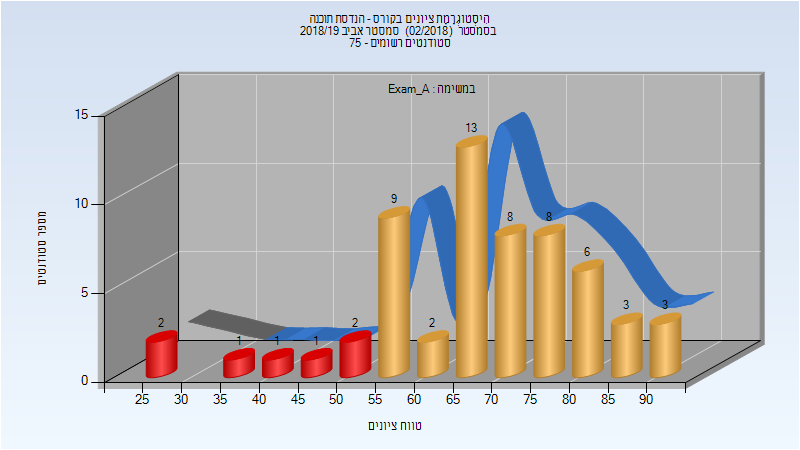 היסטוגרמת ציונים בקורס - הנדסת תוכנה
בסמסטר (02/2018) סמסטר אביב 2018/19
סטודנטים רשומים - 75
במשימה : Exam_A
מספר סטודנטים
15
10
5
0
2
1
1
1
2
9
2
13
8
8
6
3
3
25 30 35 40 45 50 55 60 65 70 75 80 85 90
טווח ציונים